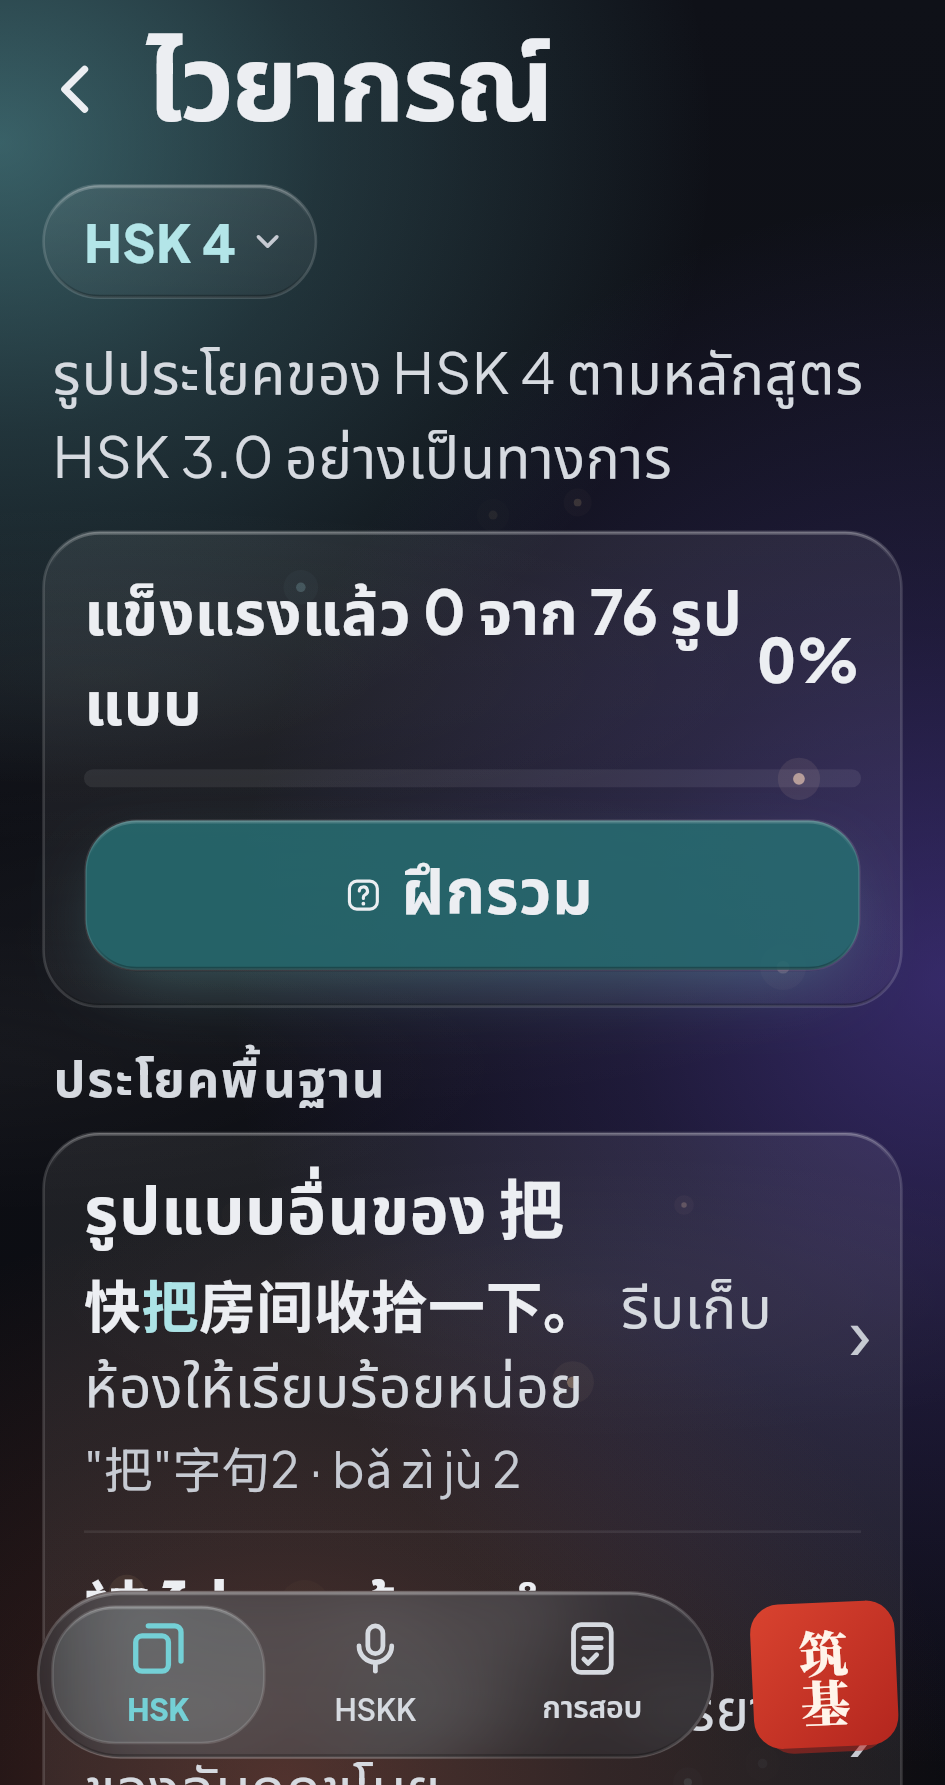 ไวยากรณ์
HSK 4
รูปประโยคของ HSK 4 ตามหลักสูตร
HSK 3.0 อย่างเป็นทางการ
แข็งแรงแล้ว 0 จาก 76 รูป
แบบ
0%
ฝึกรวม
ประโยคพื้นฐาน
รูปแบบอื่นของ 把
快把房间收拾一下。 รีบเก็บ
ห้องให้เรียบร้อยหน่อย
"把"字句2 · bǎ zì jù 2
HSK
HSKK
การสอบ
筑
基